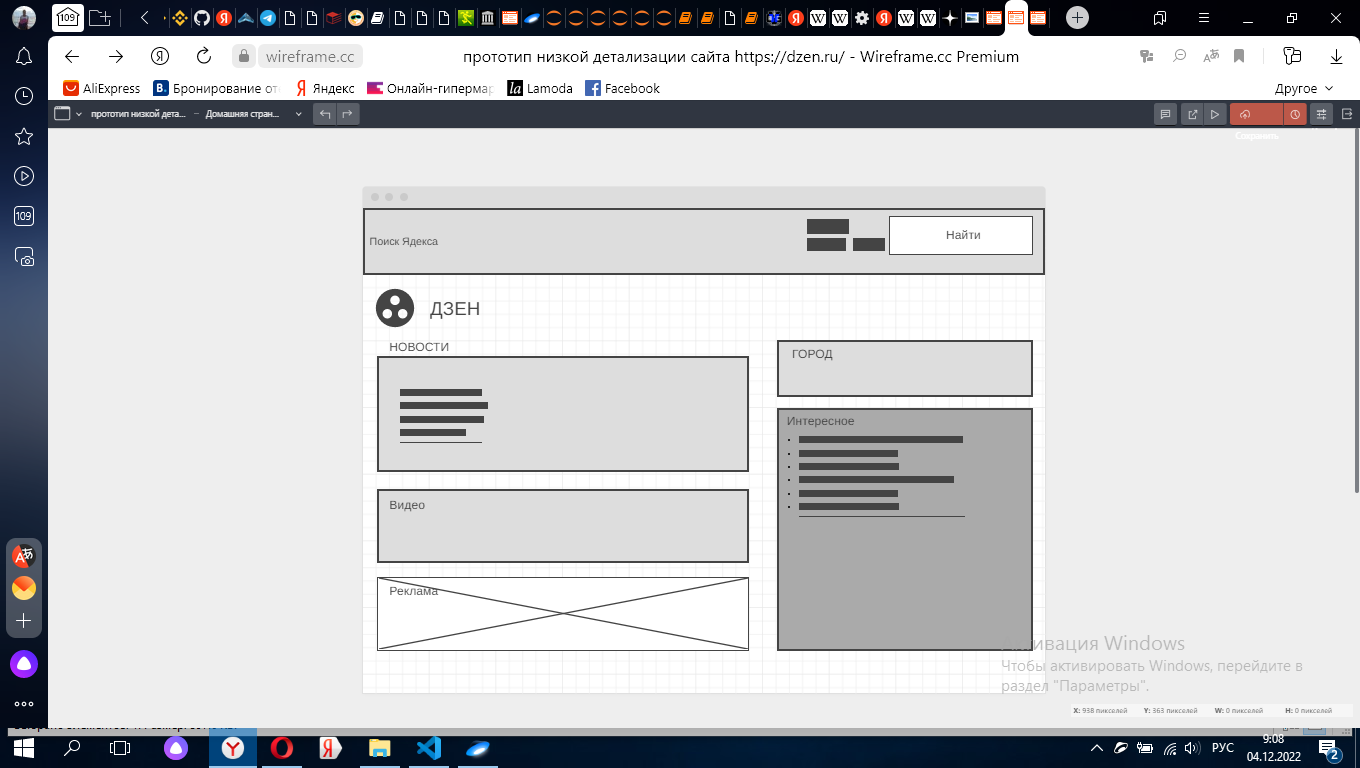 109
wireframe.cc
прототип низкой детализации сайта https://dzen.ru/ - Wireframe.cc Premium
AliExpress
B. Бронирование от
Яндекс
Онлайн-гипермар
la Lamoda
Facebook
Другое
прототип низкой дета... -- Домашняя стран...
Сохранить
109
Поиск Ядекса
Найти
ДЗЕН
НОВОСТИ
ГОРОД
Интересное
Видео
Реклама
Активация Windows
Чтобы активировать Windows, перейдите в
раздел "Параметры".
X: 938 пикселей Y: 363 пикселей W: 0 пикселей H: 0 пикселей
РУС
9:08
04.12.2022
2